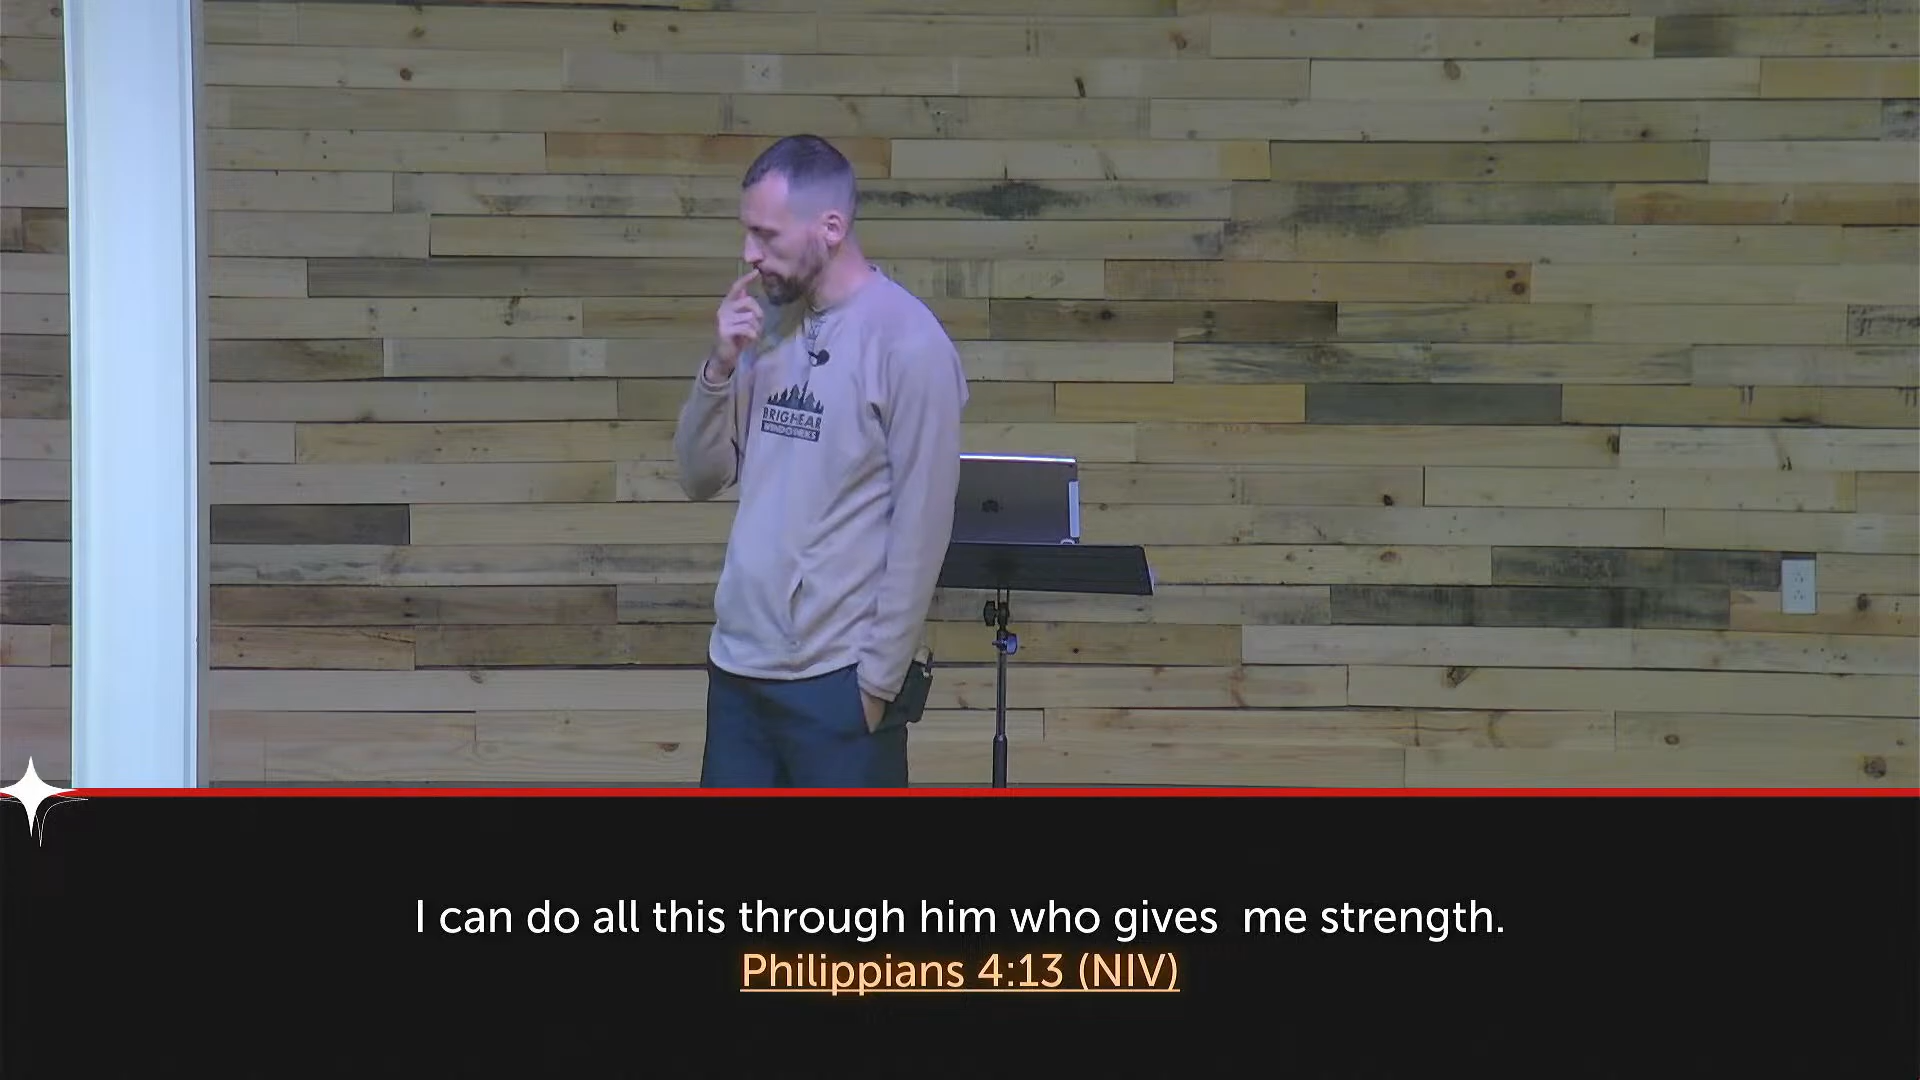 I can do all this through him who gives  me strength.
Philippians 4:13 (NIV)